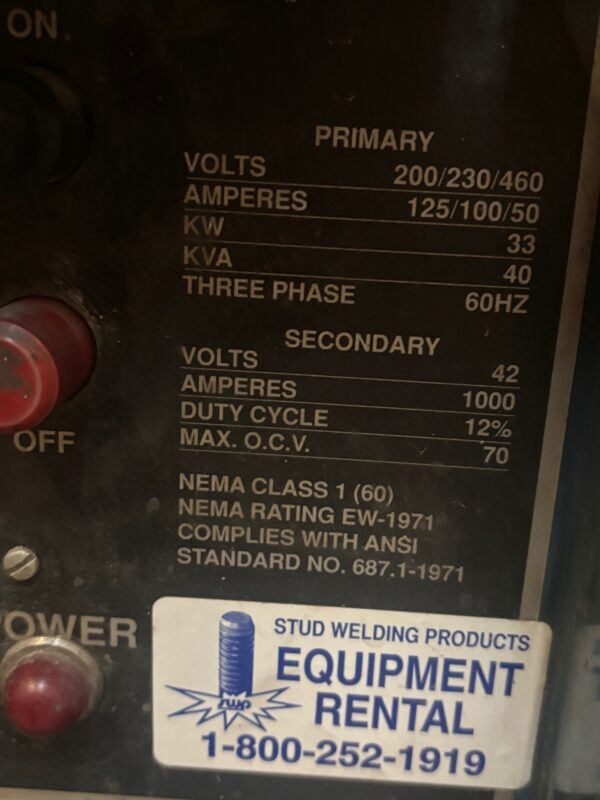 ON
PRIMARY
VOLTS 200/230/460
AMPERES 125/100/50
KW 33
KVA 40
THREE PHASE 60HZ
SECONDARY
VOLTS 42
AMPERES 1000
DUTY CYCLE 12%
MAX. O.C.V. 70
OFF
NEMA CLASS 1 (60)
NEMA RATING EW-1971
COMPLIES WITH ANSI
STANDARD NO. 687.1-1971
POWER
STUD WELDING PRODUCTS
EQUIPMENT
RENTAL
swp
1-800-252-1919